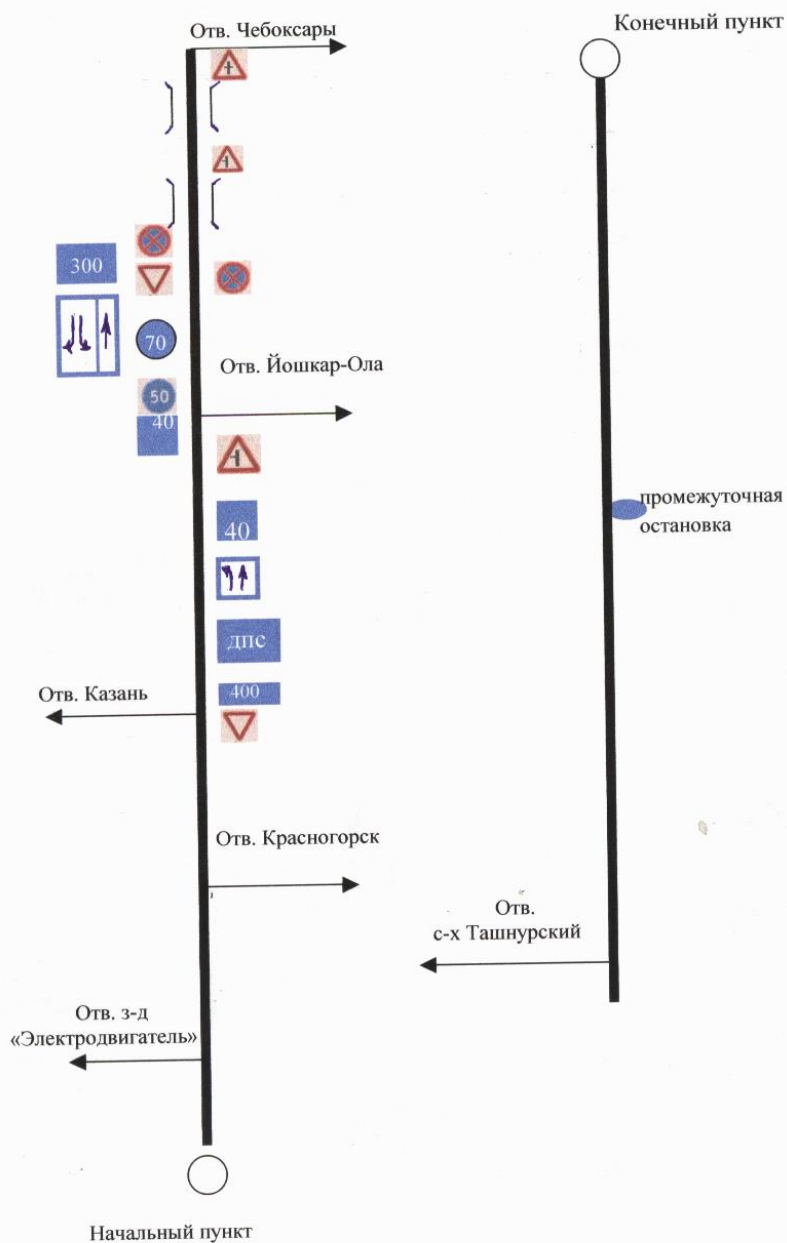 Отв. Чебоксары
300
70
50
40
Отв. Йошкар-Ола
40
ДПС
400
Отв. Казань
Отв. Красногорск
Отв. з-д
«Электродвигатель»
Начальный пункт
Конечный пункт
промежуточная
остановка
Отв.
с-х Ташнурский